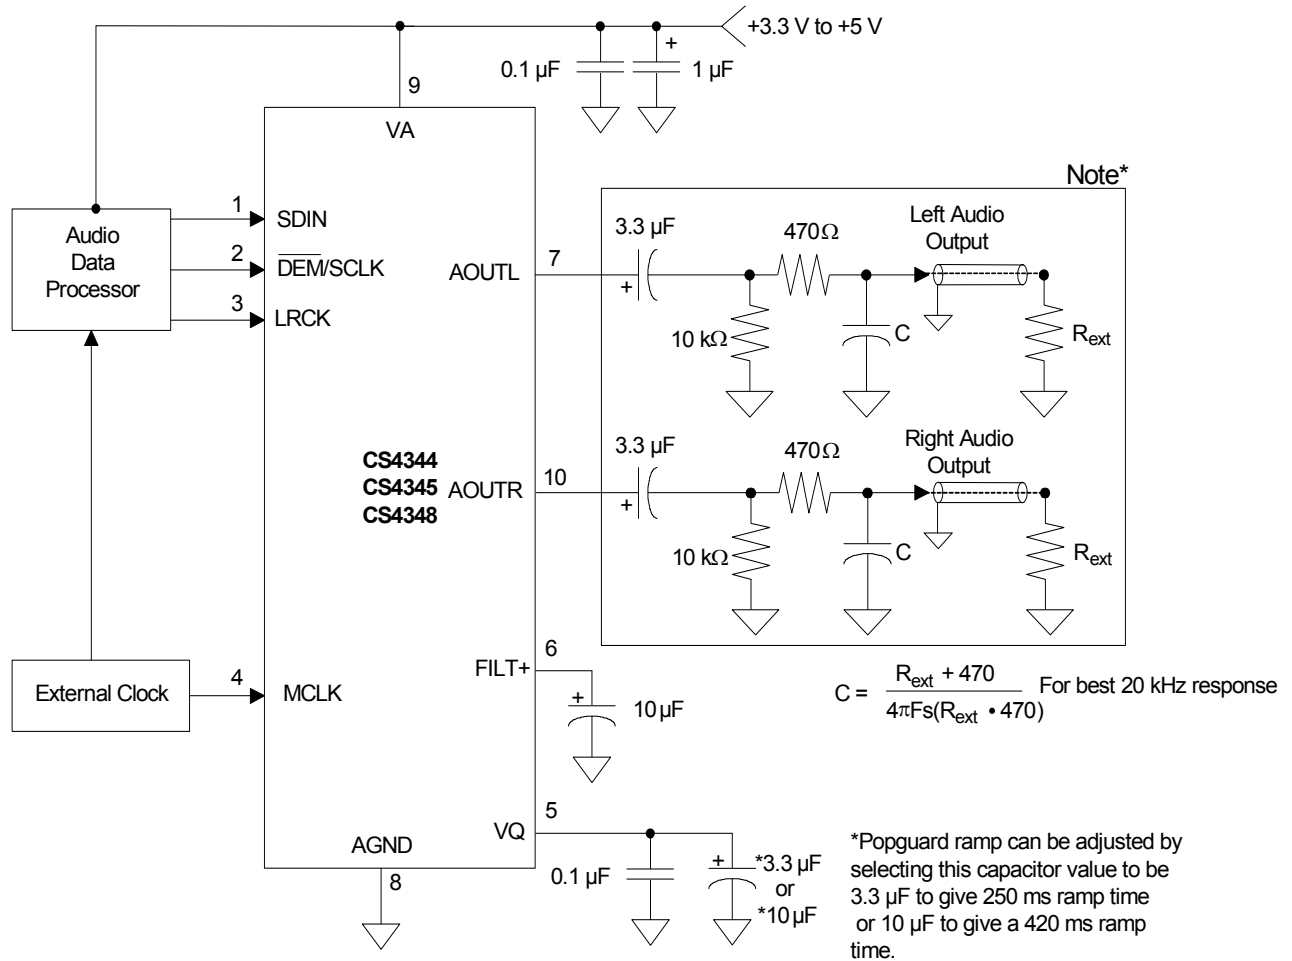 +3.3 V to +5 V
0.1 µF
1 µF
+
9
VA
Note*
Audio
Data
Processor
1
SDIN
2
DEM/SCLK
3
LRCK
AOUTL
7
3.3 µF
+
470Ω
Left Audio
Output
10 kΩ
C
Rext
CS4344
CS4345
CS4348
AOUTR
10
3.3 µF
+
470Ω
Right Audio
Output
10 kΩ
C
Rext
External Clock
4
MCLK
FILT+
6
+
10 µF
C = Rext + 470 / 4πFs(Rext • 470) For best 20 kHz response
VQ
5
0.1 µF
+
*3.3 µF
or
*10 µF
AGND
8
*Popguard ramp can be adjusted by
selecting this capacitor value to be
3.3 µF to give 250 ms ramp time
or 10 µF to give a 420 ms ramp
time.